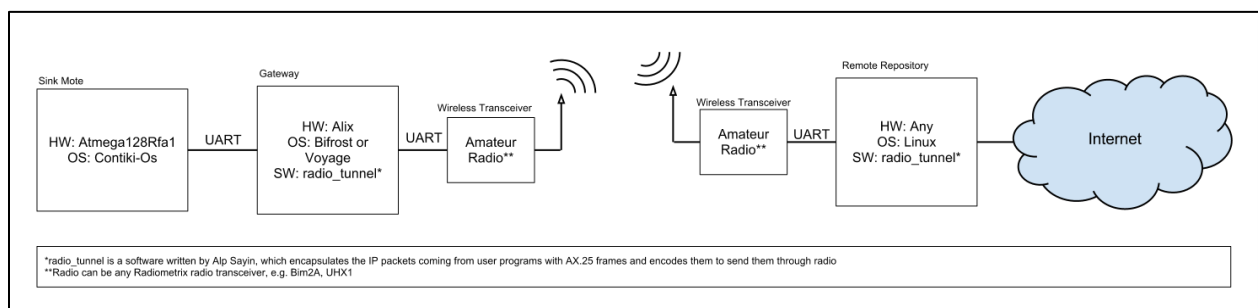 Sink Mote
HW: Atmega128Rfa1
OS: Contiki-Os
UART
Gateway
HW: Alix
OS: Bifrost or
Voyage
SW: radio_tunnel*
UART
Wireless Transceiver
Amateur
Radio**
Wireless Transceiver
Amateur
Radio**
UART
Remote Repository
HW: Any
OS: Linux
SW: radio_tunnel*
Internet
*radio_tunnel is a software written by Alp Sayin, which encapsulates the IP packets coming from user programs with AX.25 frames and encodes them to send them through radio
**Radio can be any Radiometrix radio transceiver, e.g. Bim2A, UHX1